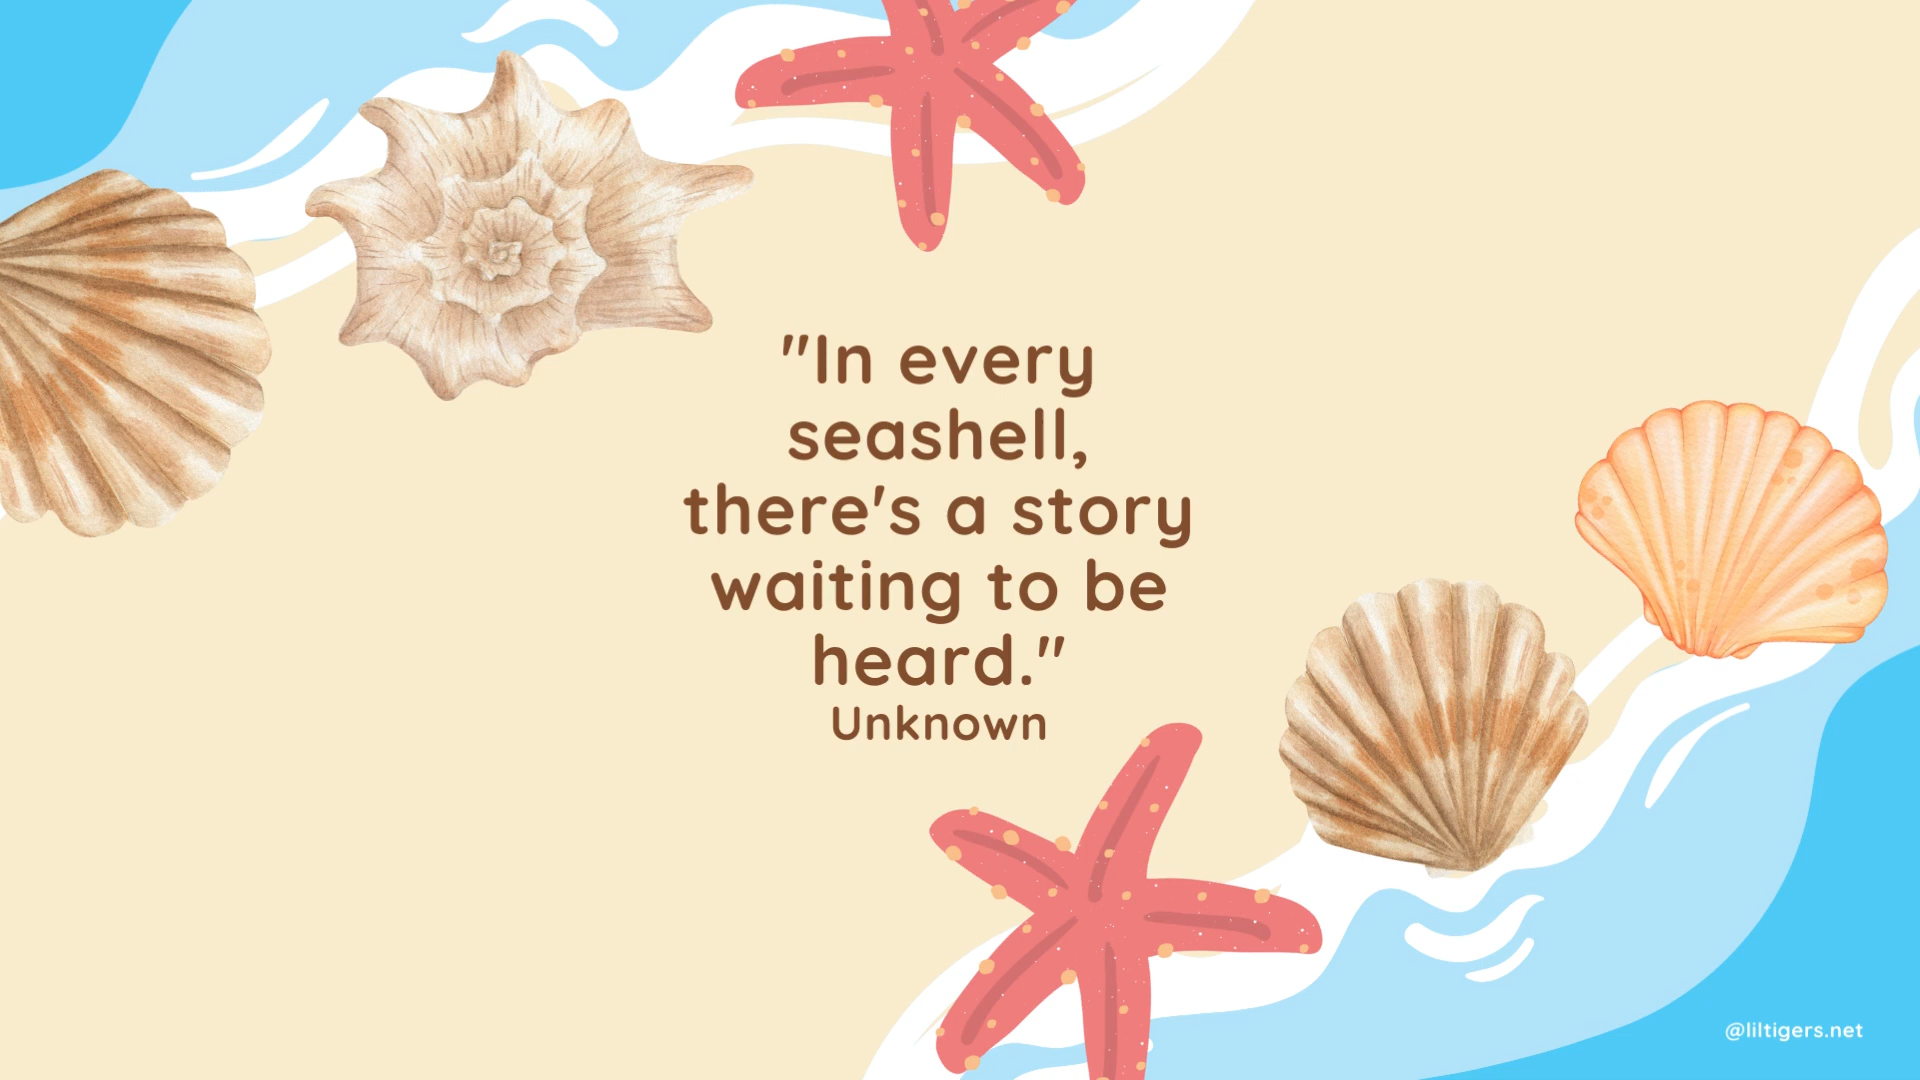 "In every
seashell,
there's a story
waiting to be
heard."
Unknown
@liltigers.net